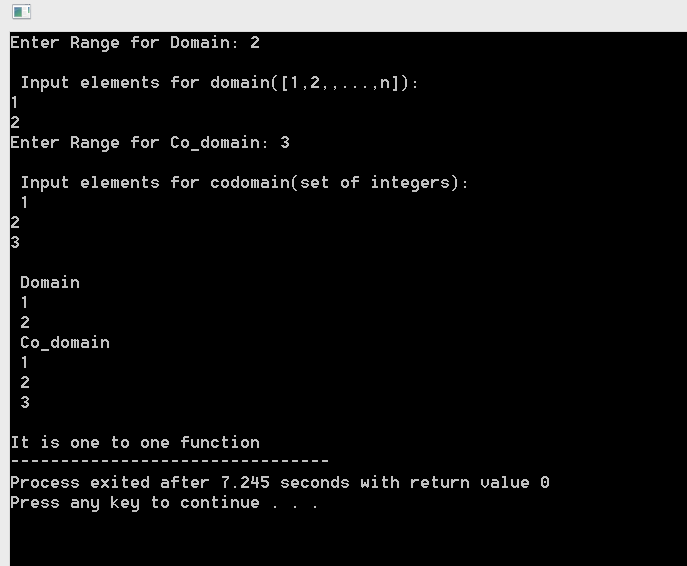 Enter Range for Domain: 2
Input elements for domain([1,2,,...,n]):
1
2
Enter Range for Co_domain: 3
Input elements for codomain(set of integers):
1
2
3
Domain
1
2
Co_domain
1
2
3
It is one to one function
--------------------------------
Process exited after 7.245 seconds with return value 0
Press any key to continue . . .